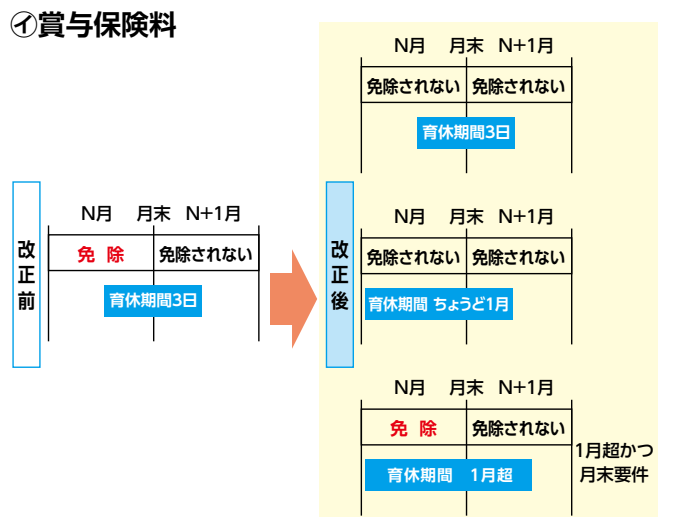 ㋑賞与保険料
改正前
N月 月末 N+1月
免除 免除されない
育休期間3日
改正後
N月 月末 N+1月
免除されない 免除されない
育休期間3日
N月 月末 N+1月
免除されない 免除されない
育休期間 ちょうど1月
N月 月末 N+1月
免除 免除されない
育休期間 1月超
1月超かつ
月末要件